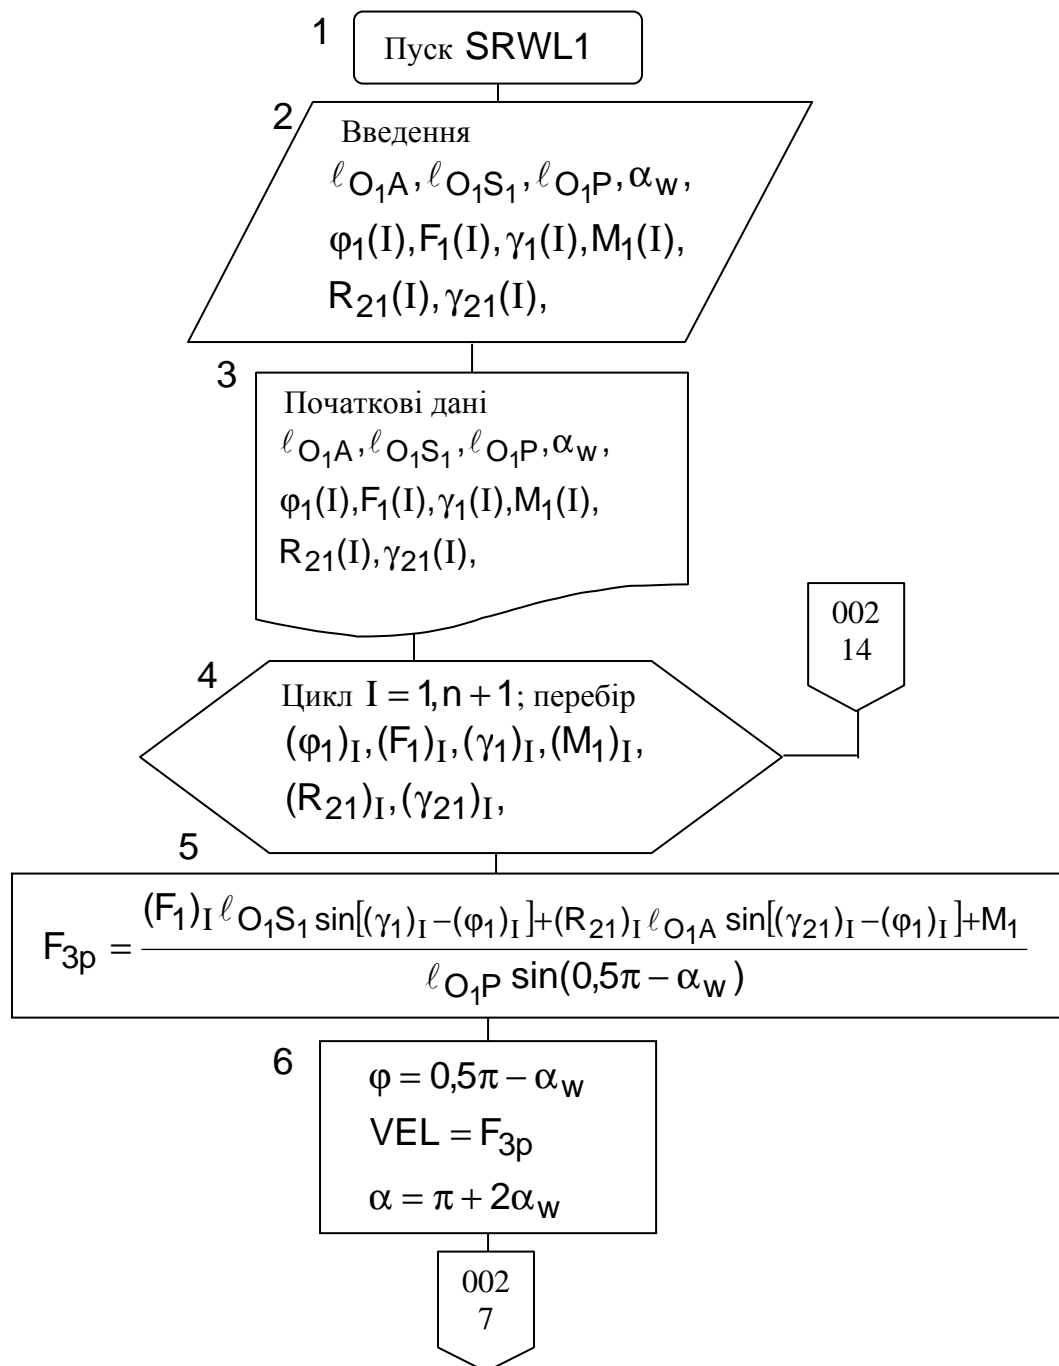 1
Пуск SRWL1
2
Введення
ℓO₁A, ℓO₁S₁, ℓO₁P, αw,
φ₁(I), F₁(I), γ₁(I), M₁(I),
R₂₁(I), γ₂₁(I),
3
Початкові дані
ℓO₁A, ℓO₁S₁, ℓO₁P, αw,
φ₁(I), F₁(I), γ₁(I), M₁(I),
R₂₁(I), γ₂₁(I),
002
14
4
Цикл I = 1, n + 1; перебір
(φ₁)I, (F₁)I, (γ₁)I, (M₁)I,
(R₂₁)I, (γ₂₁)I,
5
F₃p = \frac{(F₁)I ℓO₁S₁ sin[(γ₁)I − (φ₁)I] + (R₂₁)I ℓO₁A sin[(γ₂₁)I − (φ₁)I] + M₁}{ℓO₁P sin(0,5π − αw)}
6
φ = 0,5π − αw
VEL = F₃p
α = π + 2αw
002
7